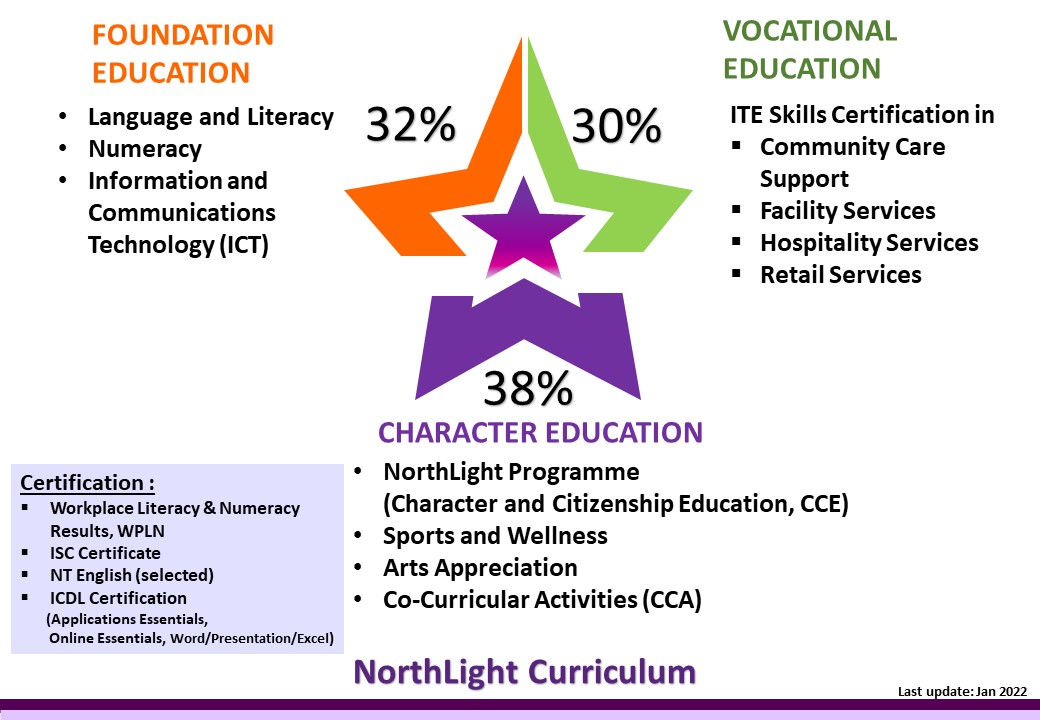 FOUNDATION
EDUCATION
• Language and Literacy
• Numeracy
• Information and
Communications
Technology (ICT)
32%
30%
VOCATIONAL
EDUCATION
ITE Skills Certification in
▪ Community Care
Support
▪ Facility Services
▪ Hospitality Services
▪ Retail Services
38%
CHARACTER EDUCATION
• NorthLight Programme
(Character and Citizenship Education, CCE)
• Sports and Wellness
• Arts Appreciation
• Co-Curricular Activities (CCA)
Certification :
▪ Workplace Literacy & Numeracy
Results, WPLN
▪ ISC Certificate
▪ NT English (selected)
▪ ICDL Certification
(Applications Essentials,
Online Essentials, Word/Presentation/Excel)
NorthLight Curriculum
Last update: Jan 2022